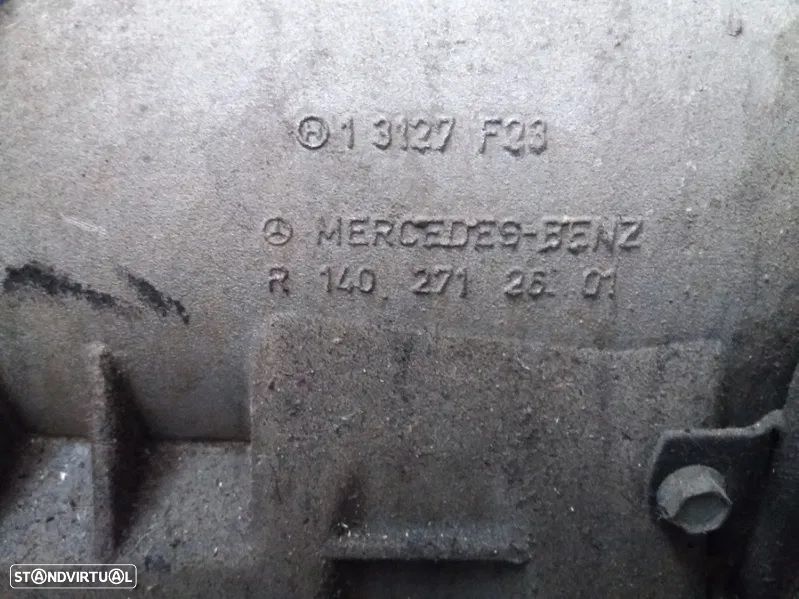 H 1 3127 F23
MERCEDES-BENZ
R 140 271 26 01
STANDVIRTUAL